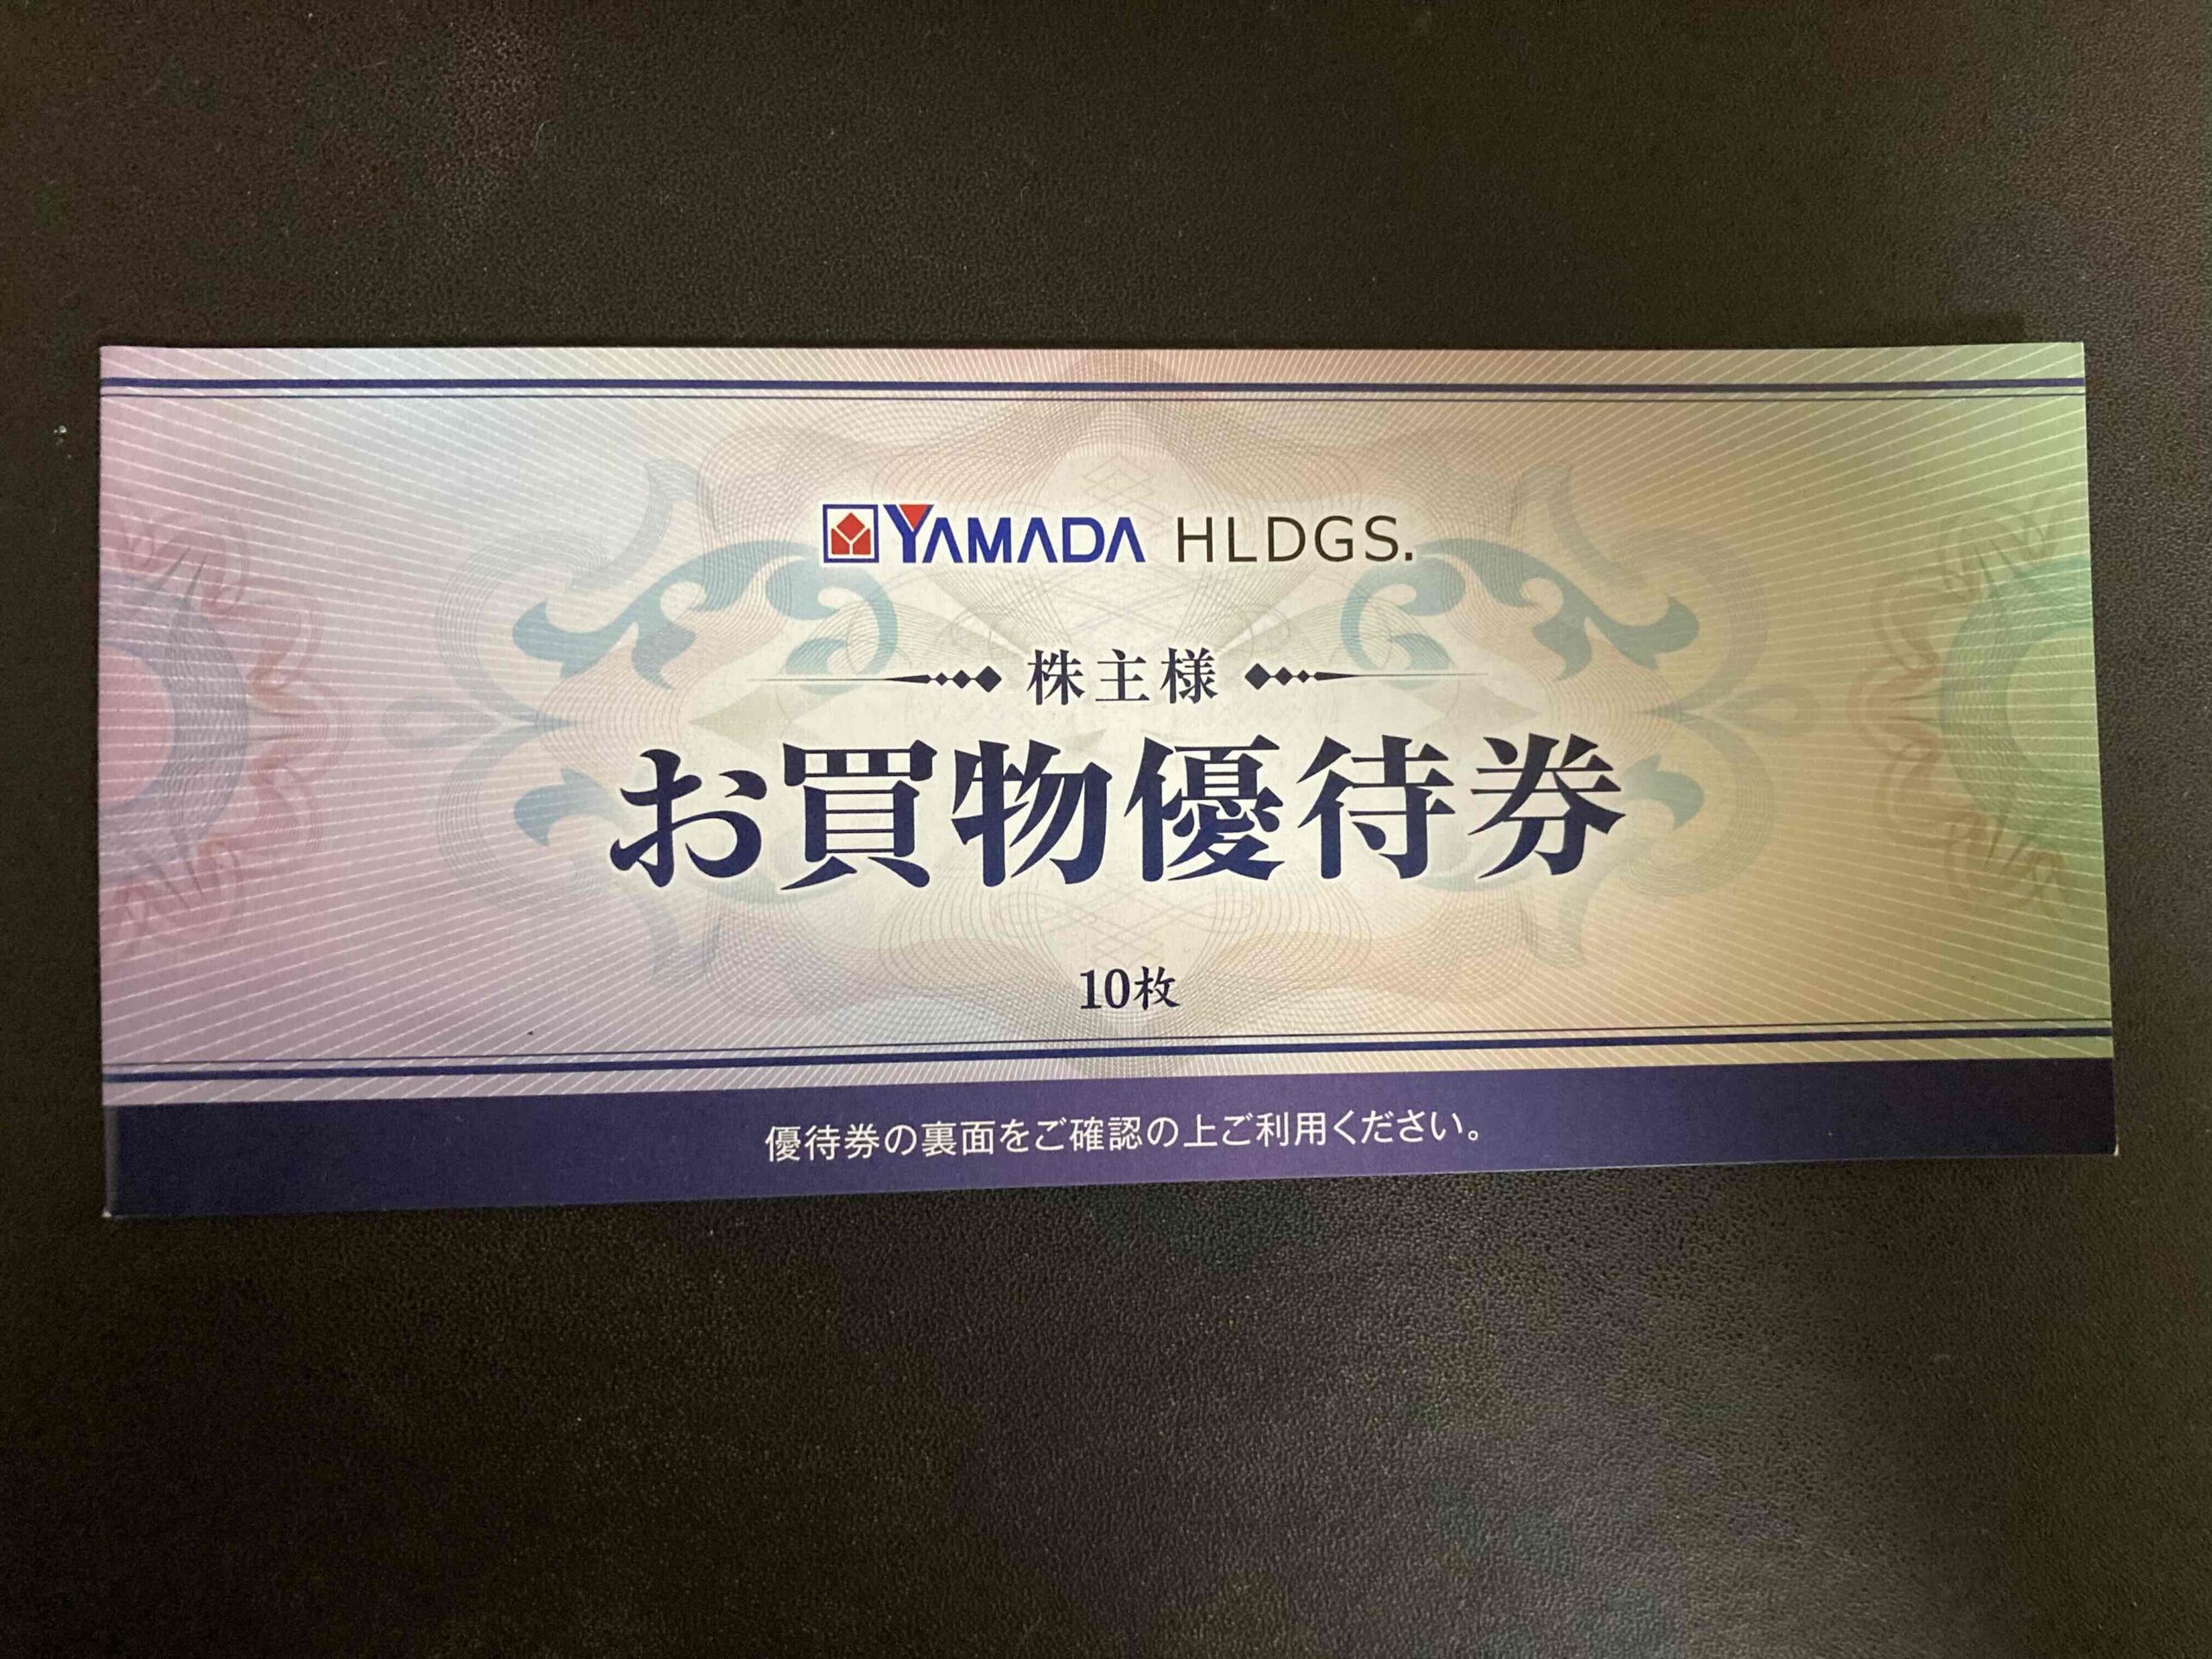 YAMADA HLDGS.
株主様
お買物優待券
10枚
優待券の裏面をご確認の上ご利用ください。